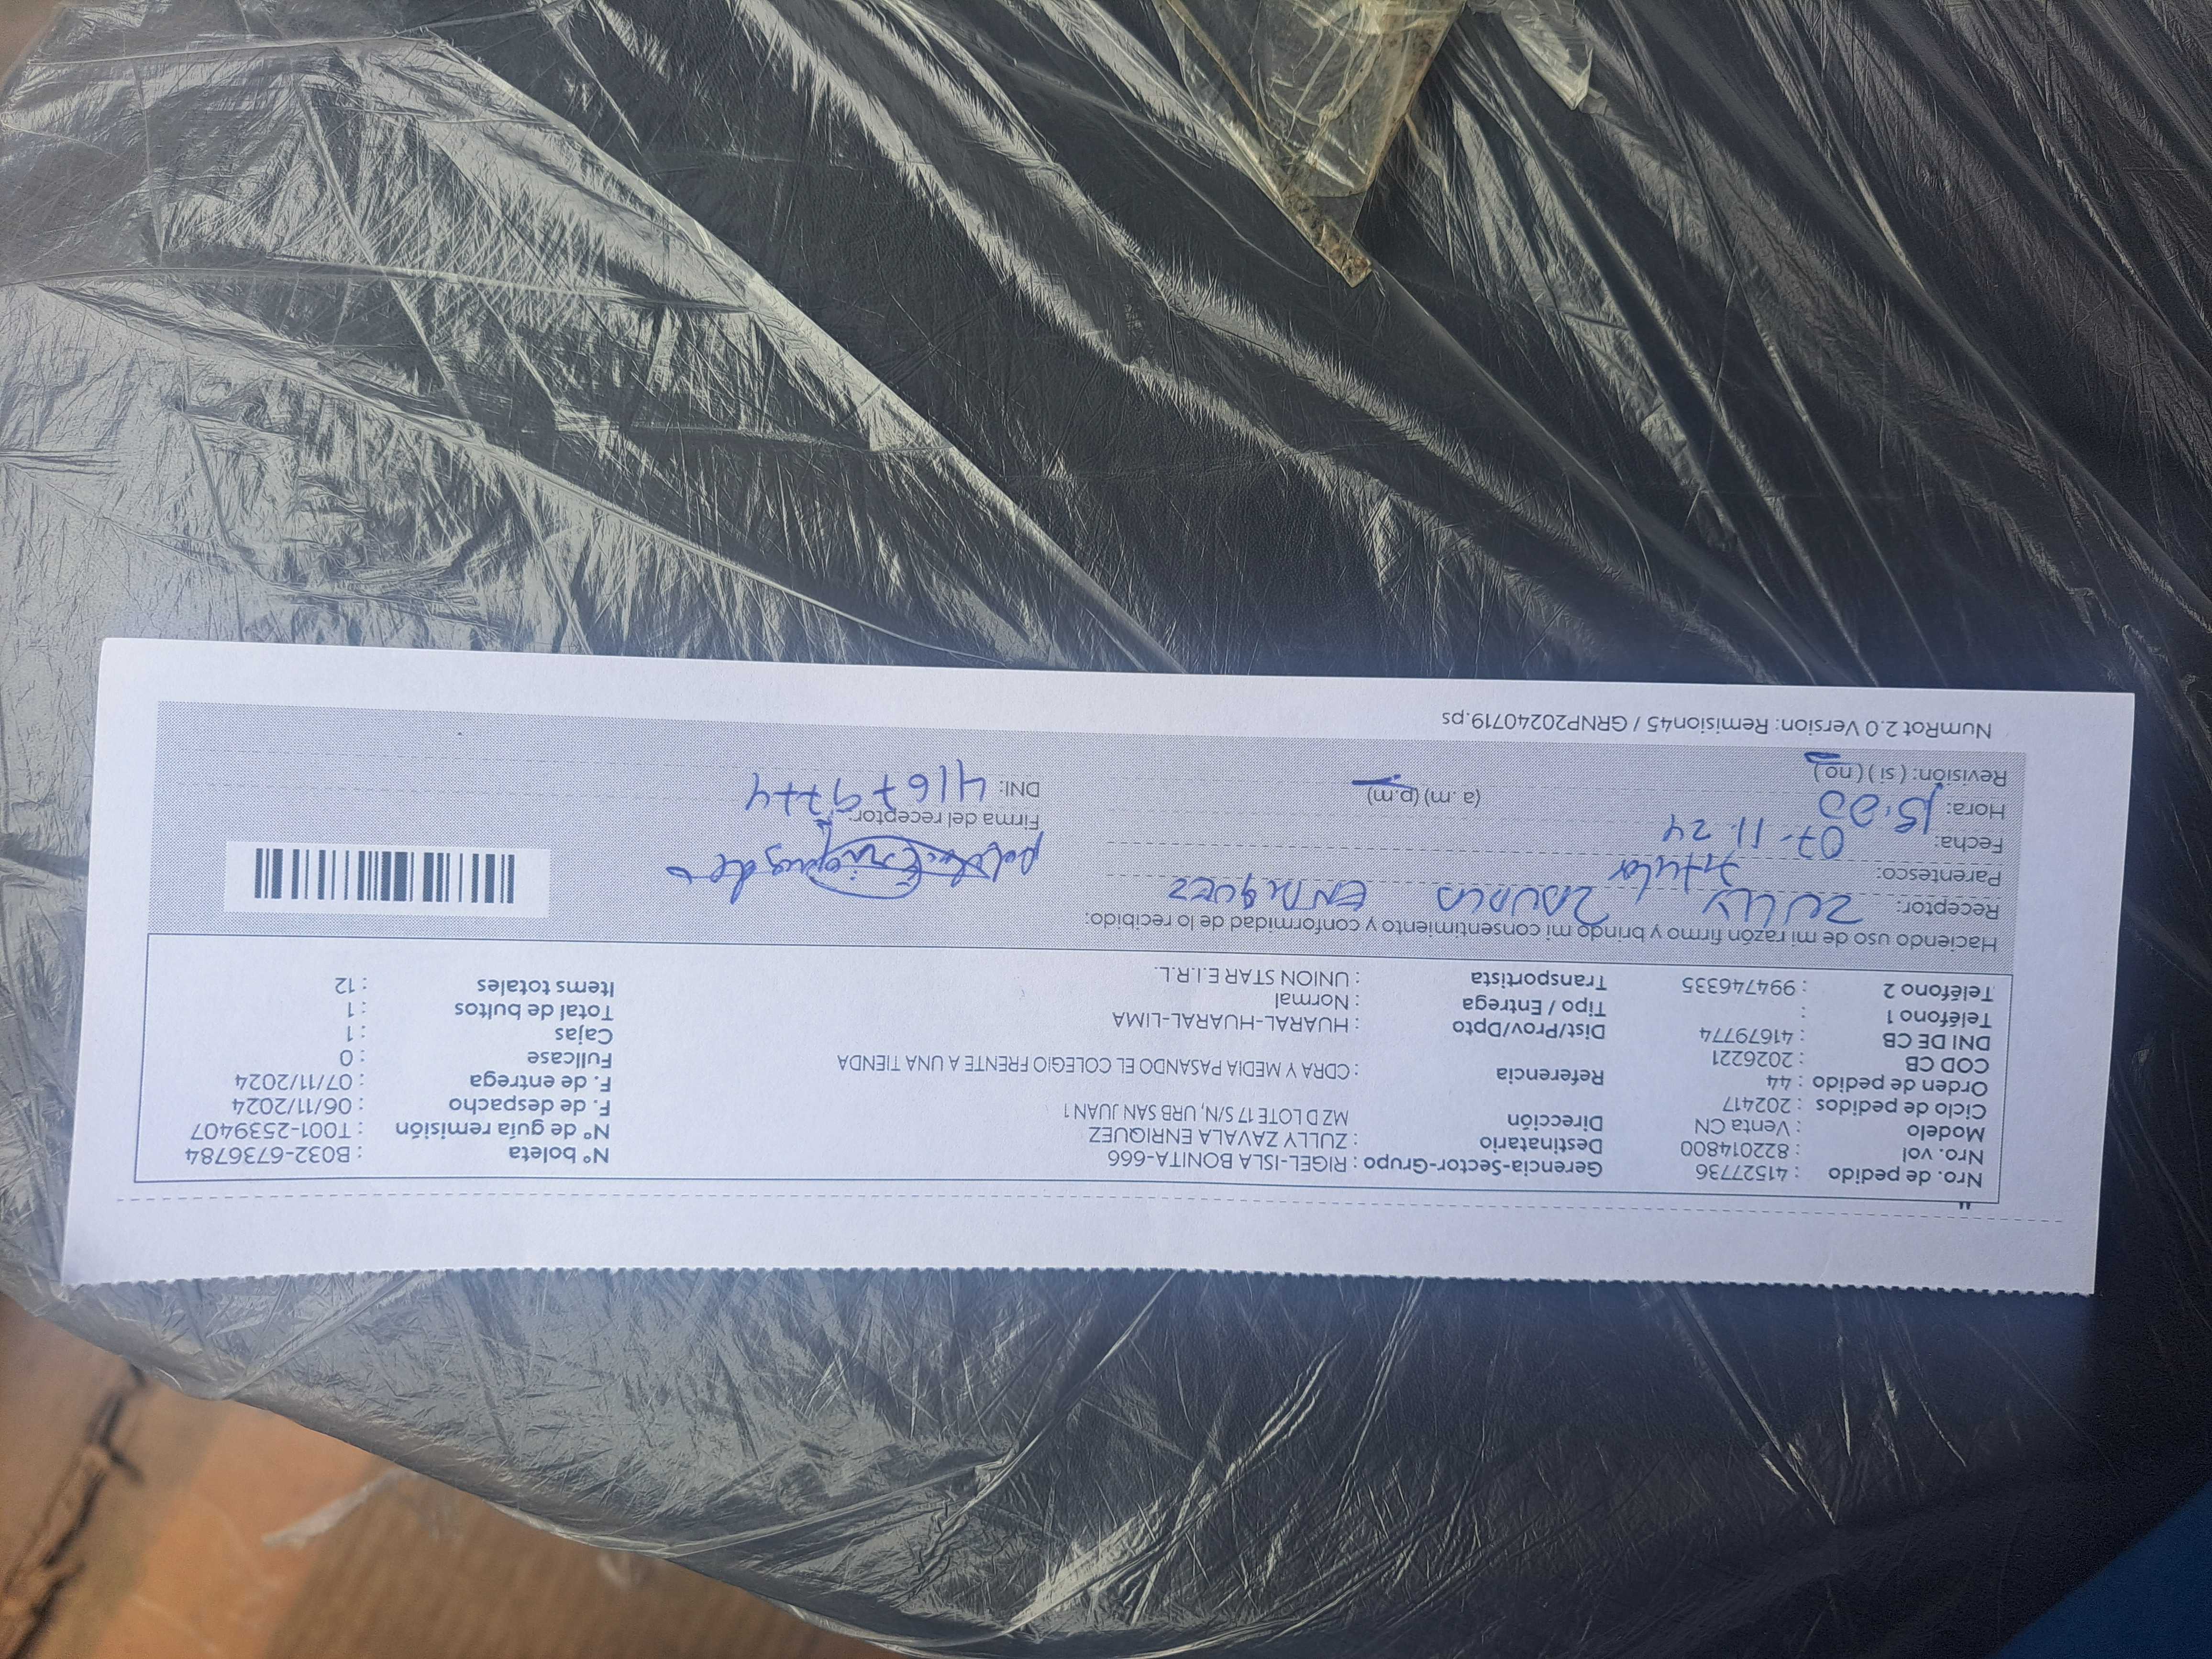 Nro. de pedido : 41527736 Gerencia-Sector-Grupo : RIGEL-ISLA BONITA-666 N° boleta : B032-6736784
Nro. vol : 822014800 Destinatario : ZULLY ZAVALA ENRIQUEZ N° de guía remisión : T001-2539407
Modelo : Venta CN Dirección MZ D LOTE 17 S/N, URB SAN JUAN 1 F. de despacho : 06/11/2024
Ciclo de pedidos : 202417 F. de entrega : 07/11/2024
Orden de pedido : 44 Referencia : CDRA Y MEDIA PASANDO EL COLEGIO FRENTE A UNA TIENDA Fullcase : 0
COD CB : 2026221 Cajas : 1
DNI DE CB : 41679774 Dist/Prov/Dpto : HUARAL-HUARAL-LIMA Total de bultos : 1
Teléfono 1 : Tipo / Entrega : Normal Items totales : 12
Teléfono 2 : 994746335 Transportista : UNION STAR E.I.R.L.
Haciendo uso de mi razón firmo y brindo mi consentimiento y conformidad de lo recibido:
Receptor: ZULLY ZAVALA ENRIQUEZ
Parentesco: Titular
Fecha: 07-11-24 Firma del receptor:
Hora: 15:00 (a. m) (p.m) DNI: 41679774
Revisión: ( si ) ( no )
NumRot 2.0 Version: Remision45 / GRNP20240719.ps